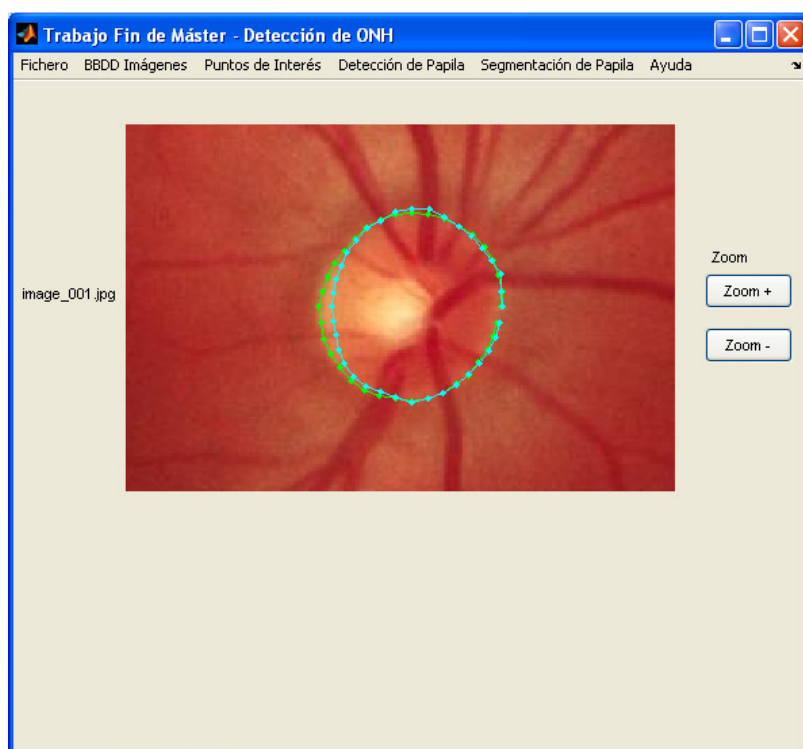 Trabajo Fin de Máster - Detección de ONH
Fichero BBDD Imágenes Puntos de Interés Detección de Papila Segmentación de Papila Ayuda
Zoom
image_001.jpg
Zoom +
Zoom -